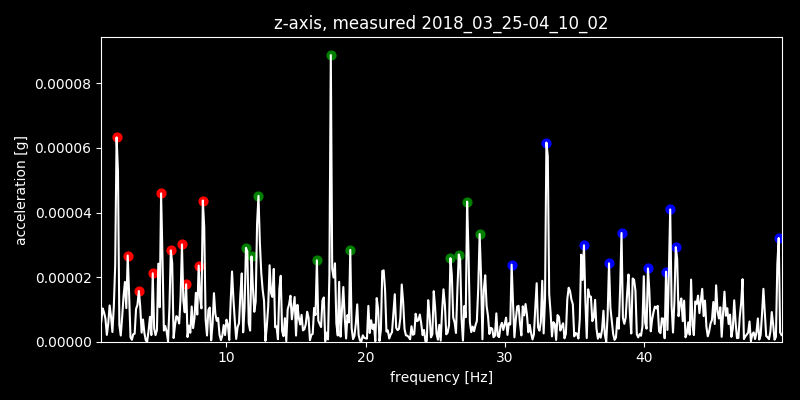 z-axis, measured 2018_03_25-04_10_02
0.00008
0.00006
0.00004
0.00002
0.00000
acceleration [g]
10 20 30 40
frequency [Hz]